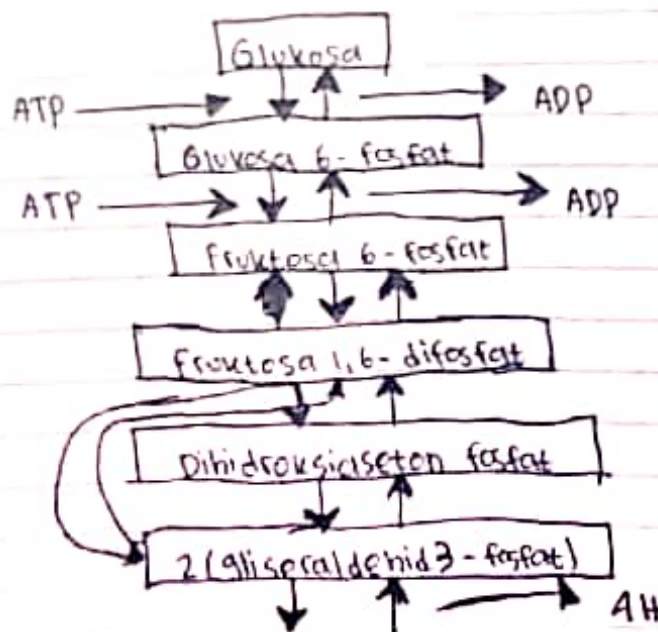 Glukosa
ATP ADP
Glukosa 6-fosfat
ATP ADP
Fruktosa 6-fosfat
Fruktosa 1,6-difosfat
Dihidroksiaseton fosfat
2(gliseraldehid 3-fosfat)
4H